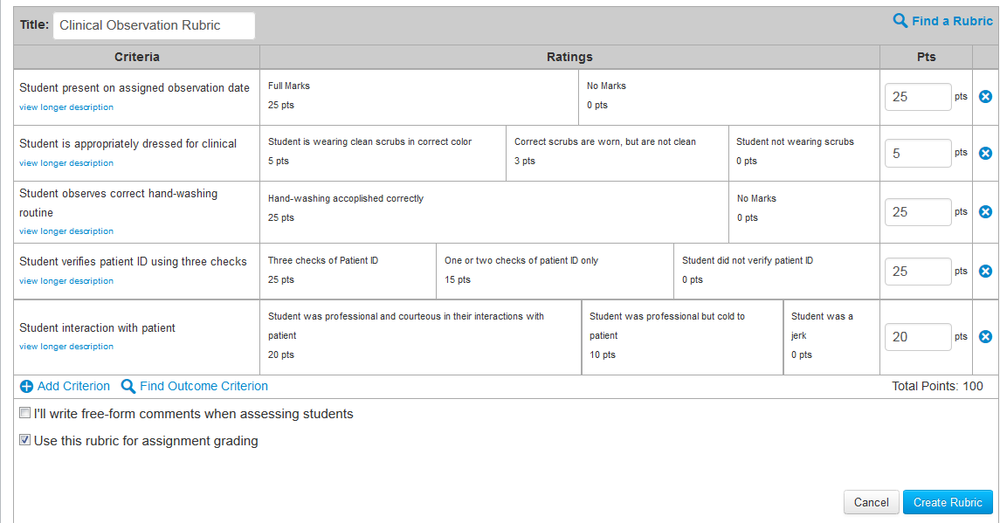 Title: Clinical Observation Rubric
Find a Rubric
Criteria Ratings Pts
Student present on assigned observation date
view longer description
Full Marks
25 pts
No Marks
0 pts
25 pts
Student is appropriately dressed for clinical
view longer description
Student is wearing clean scrubs in correct color
5 pts
Correct scrubs are worn, but are not clean
3 pts
Student not wearing scrubs
0 pts
5 pts
Student observes correct hand-washing
routine
view longer description
Hand-washing accoplished correctly
25 pts
No Marks
0 pts
25 pts
Student verifies patient ID using three checks
view longer description
Three checks of Patient ID
25 pts
One or two checks of patient ID only
15 pts
Student did not verify patient ID
0 pts
25 pts
Student interaction with patient
view longer description
Student was professional and courteous in their interactions with
patient
20 pts
Student was professional but cold to
patient
10 pts
Student was a
jerk
0 pts
20 pts
Add Criterion Find Outcome Criterion Total Points: 100
I'll write free-form comments when assessing students
Use this rubric for assignment grading
Cancel Create Rubric